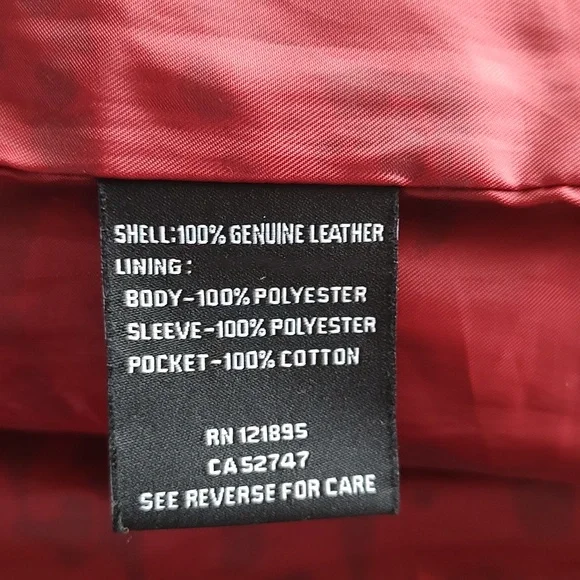 SHELL:100% GENUINE LEATHER
LINING:
BODY-100% POLYESTER
SLEEVE-100% POLYESTER
POCKET-100% COTTON
RN 121895
CA 52747
SEE REVERSE FOR CARE